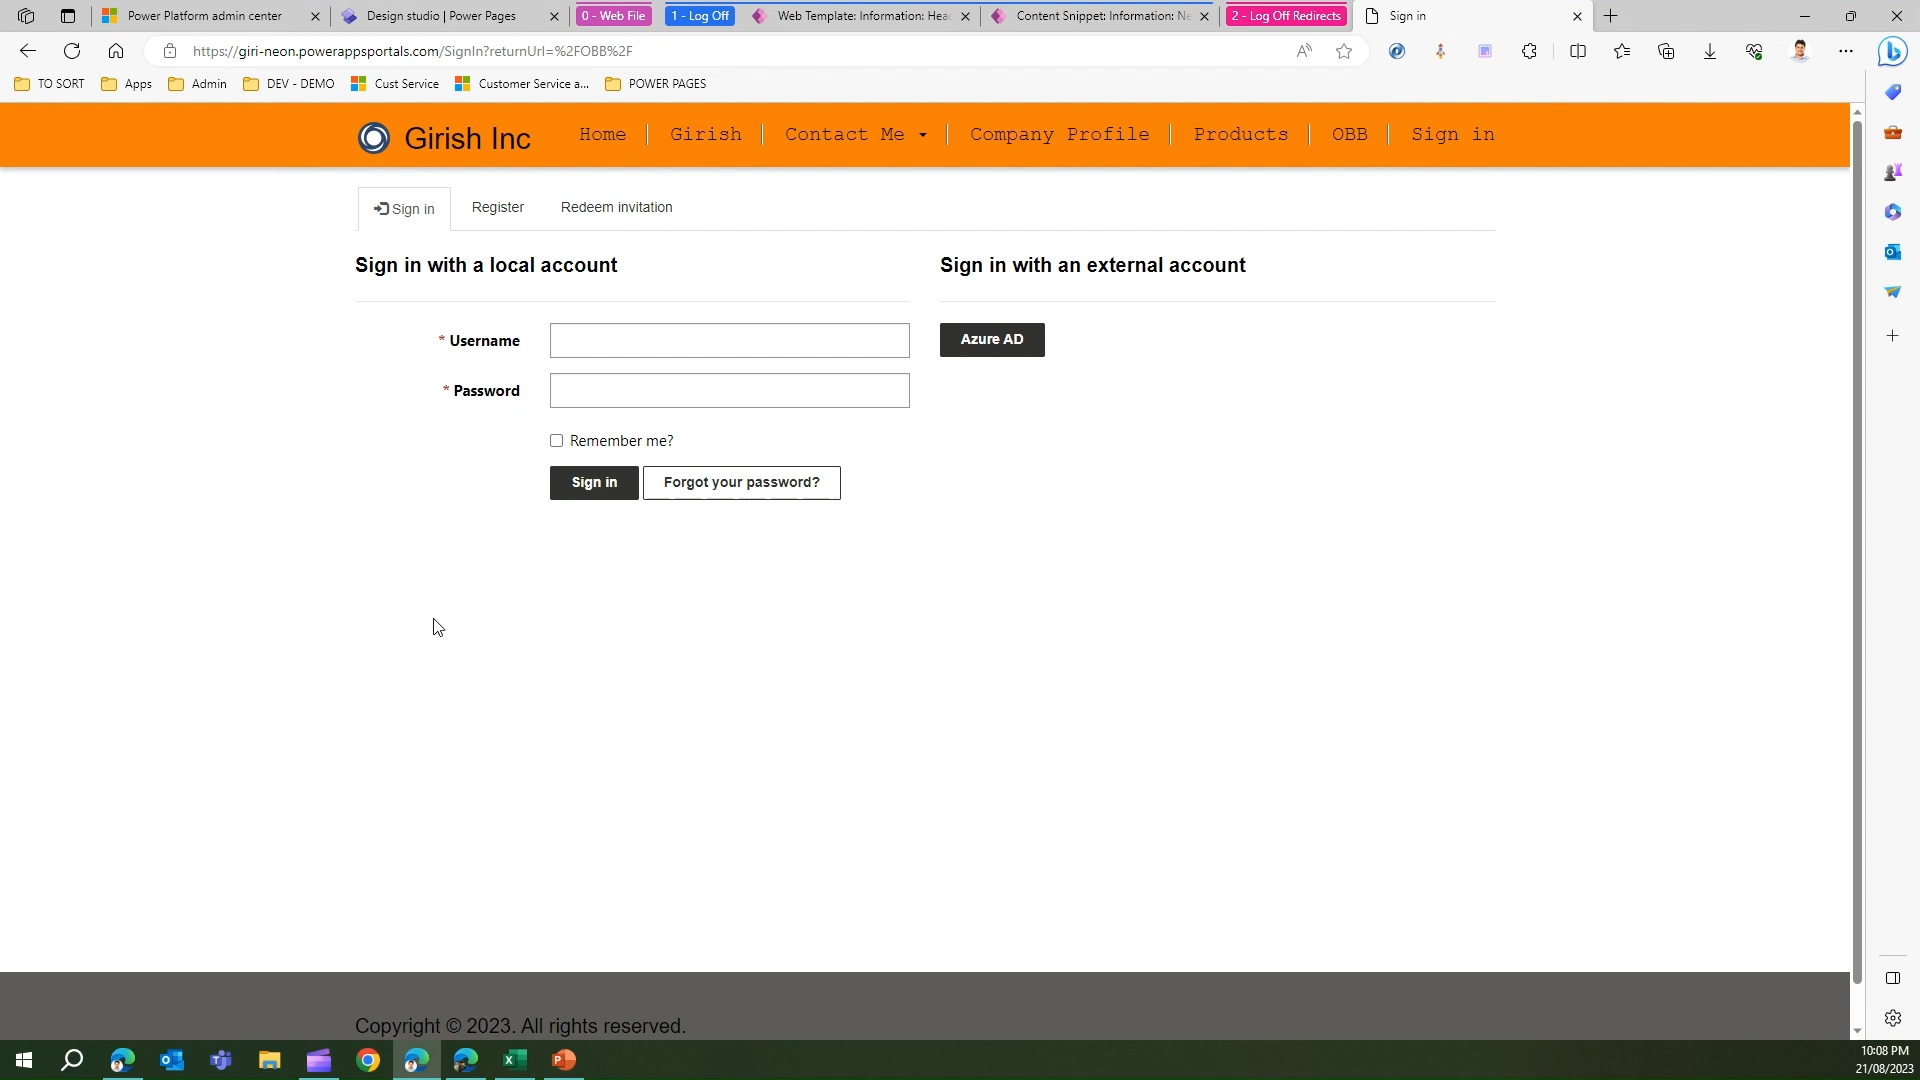 Power Platform admin center
Design studio | Power Pages
0 - Web File
1 - Log Off
Web Template: Information: Hea
Content Snippet: Information: Ne
2 - Log Off Redirects
Sign in
https://giri-neon.powerappsportals.com/SignIn?returnUrl=%2FOBB%2F
TO SORT
Apps
Admin
DEV - DEMO
Cust Service
Customer Service a...
POWER PAGES
Girish Inc
Home
Girish
Contact Me
Company Profile
Products
OBB
Sign in
Sign in
Register
Redeem invitation
Sign in with a local account
Sign in with an external account
* Username
Azure AD
* Password
Remember me?
Sign in
Forgot your password?
Copyright © 2023. All rights reserved.
10:08 PM
21/08/2023